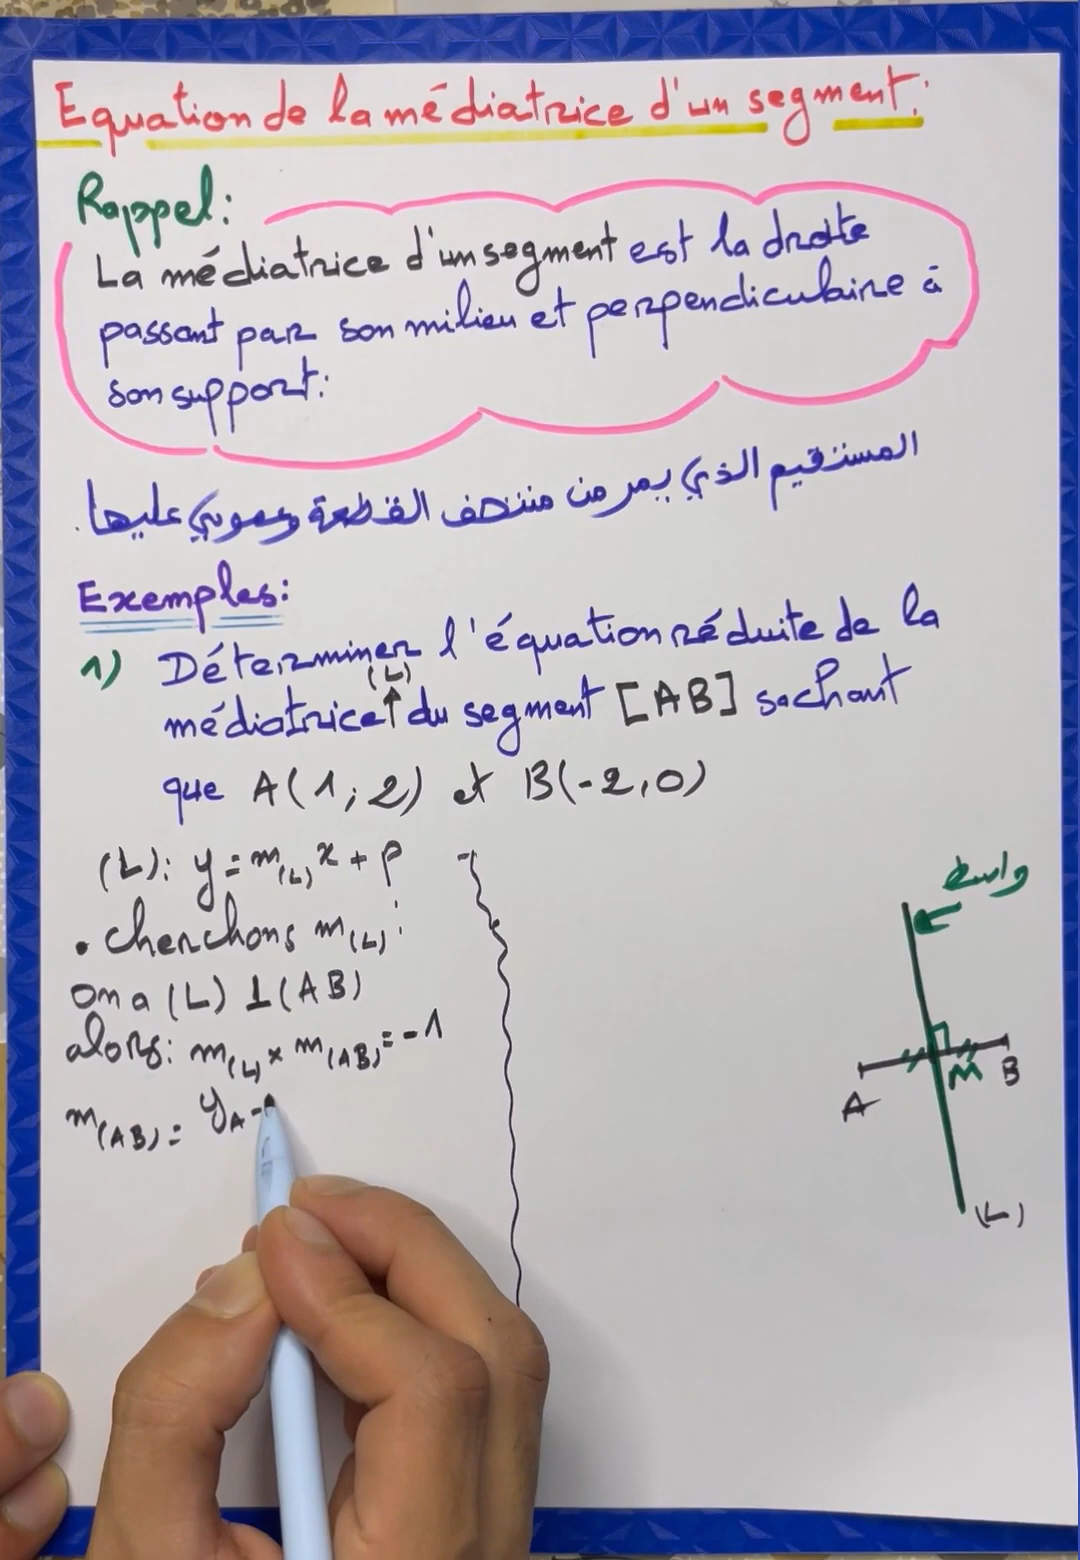 Equation de la médiatrice d'un segment:
Rappel:
La médiatrice d'un segment est la droite
passant par son milieu et perpendiculaire à
son support:
المستقيم الذي يمر من منتصف القطعة وعمودي عليها.
Exemples:
1) Déterminer l'équation réduite de la
(L)
médiatrice↑ du segment [AB] sachant
que A(1;2) et B(-2,0)
(L): y = m(L) x + p
• cherchons m(L):
on a (L) ⊥ (AB)
alors: m(L) × m(AB) = -1
m(AB) = yA -
واسط
A M B
(L)